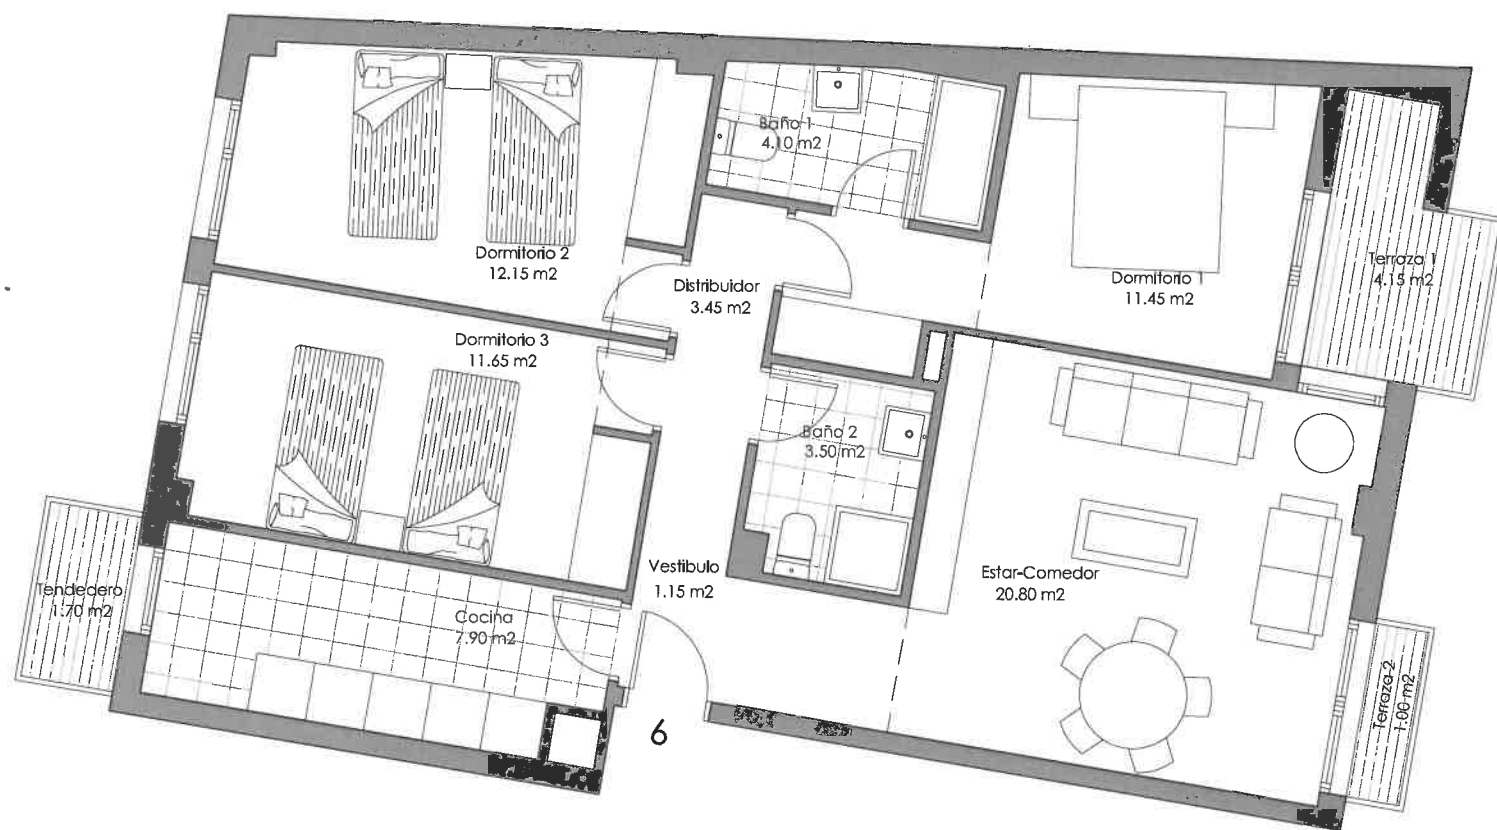 Baño 1
4.10 m2
Dormitorio 2
12.15 m2
Distribuidor
3.45 m2
Dormitorio 1
11.45 m2
Terraza 1
4.15 m2
Dormitorio 3
11.65 m2
Baño 2
3.50 m2
Vestibulo
1.15 m2
Estar-Comedor
20.80 m2
Tendedero
1.70 m2
Cocina
7.90 m2
Terraza 2
1.00 m2
6